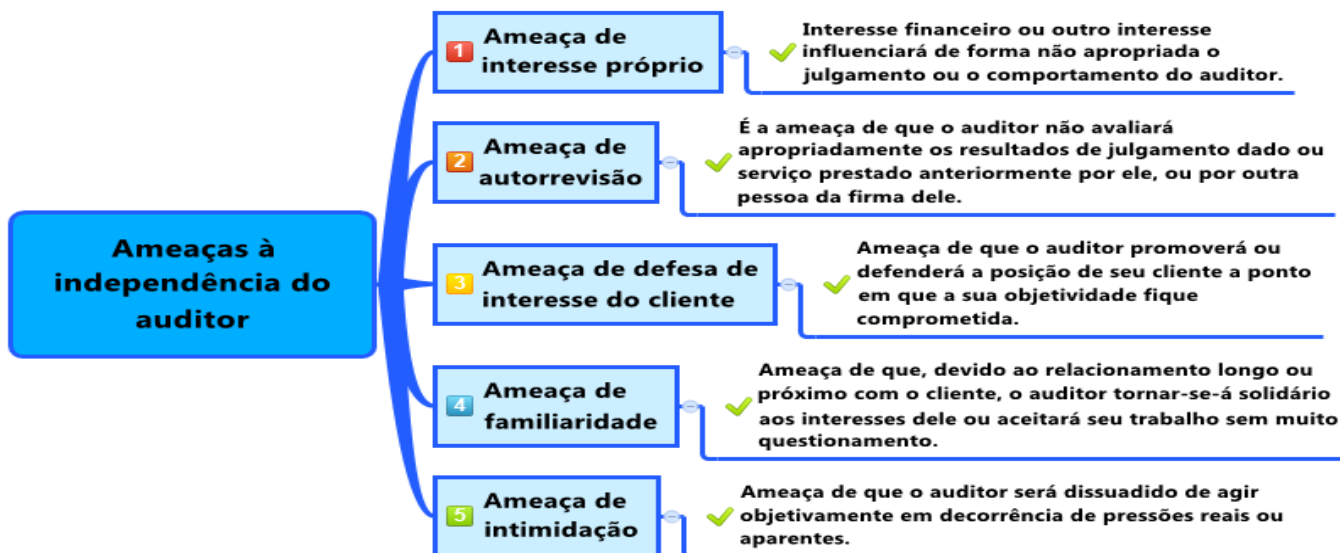 Ameaças à
independência do
auditor
1
Ameaça de
interesse próprio
Interesse financeiro ou outro interesse
influenciará de forma não apropriada o
julgamento ou o comportamento do auditor.
2
Ameaça de
autorrevisão
É a ameaça de que o auditor não avaliará
apropriadamente os resultados de julgamento dado ou
serviço prestado anteriormente por ele, ou por outra
pessoa da firma dele.
3
Ameaça de defesa de
interesse do cliente
Ameaça de que o auditor promoverá ou
defenderá a posição de seu cliente a ponto
em que a sua objetividade fique
comprometida.
4
Ameaça de
familiaridade
Ameaça de que, devido ao relacionamento longo ou
próximo com o cliente, o auditor tornar-se-á solidário
aos interesses dele ou aceitará seu trabalho sem muito
questionamento.
5
Ameaça de
intimidação
Ameaça de que o auditor será dissuadido de agir
objetivamente em decorrência de pressões reais ou
aparentes.